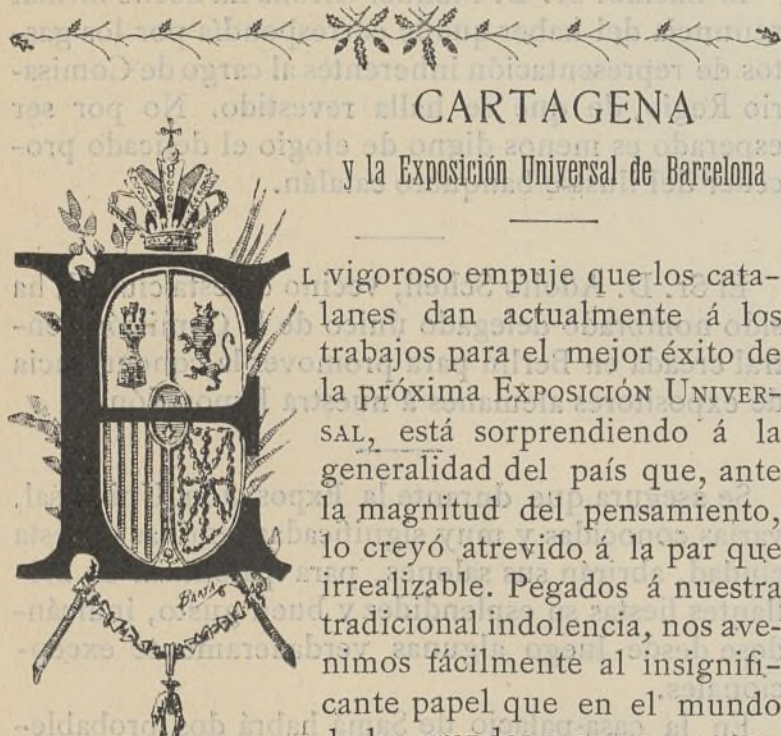 CARTAGENA
y la Exposición Universal de Barcelona
EL vigoroso empuje que los cata-
lanes dan actualmente á los
trabajos para el mejor éxito de
la próxima EXPOSICIÓN UNIVER-
SAL, está sorprendiendo á la
generalidad del país que, ante
la magnitud del pensamiento,
lo creyó atrevido á la par que
irrealizable. Pegados á nuestra
tradicional indolencia, nos ave-
nimos fácilmente al insignifi-
cante papel que en el mundo